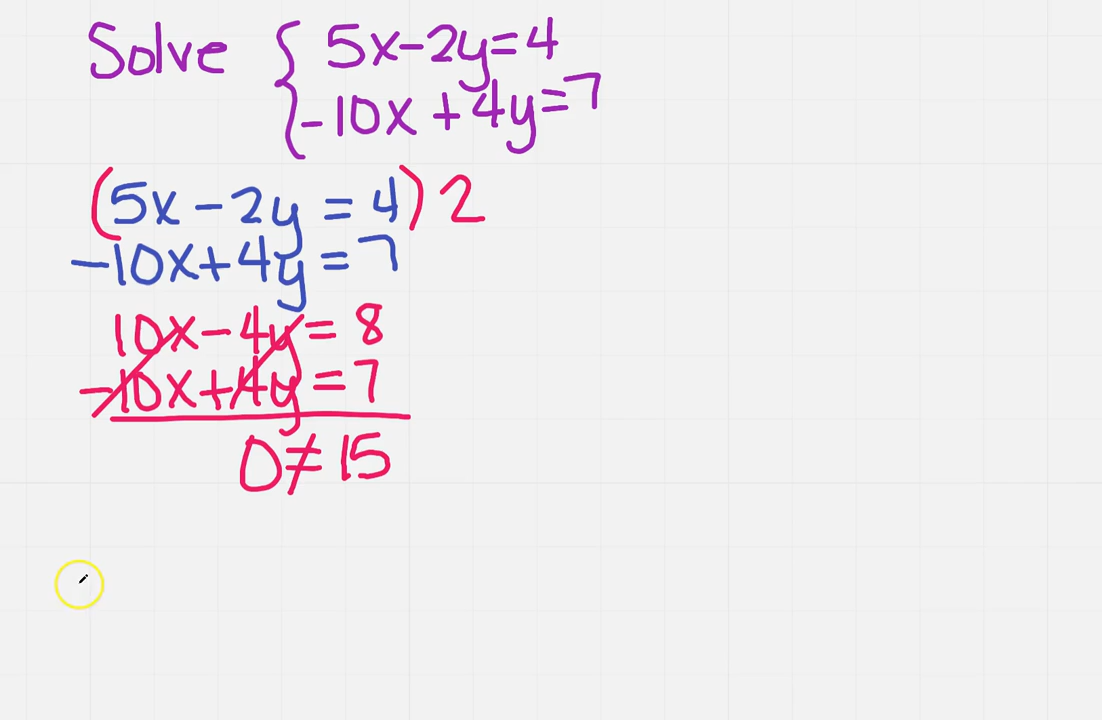 Solve { 5x-2y=4
-10x+4y=7
(5x-2y=4)2
-10x+4y=7
10x-4y=8
-10x+4y=7
0≠15